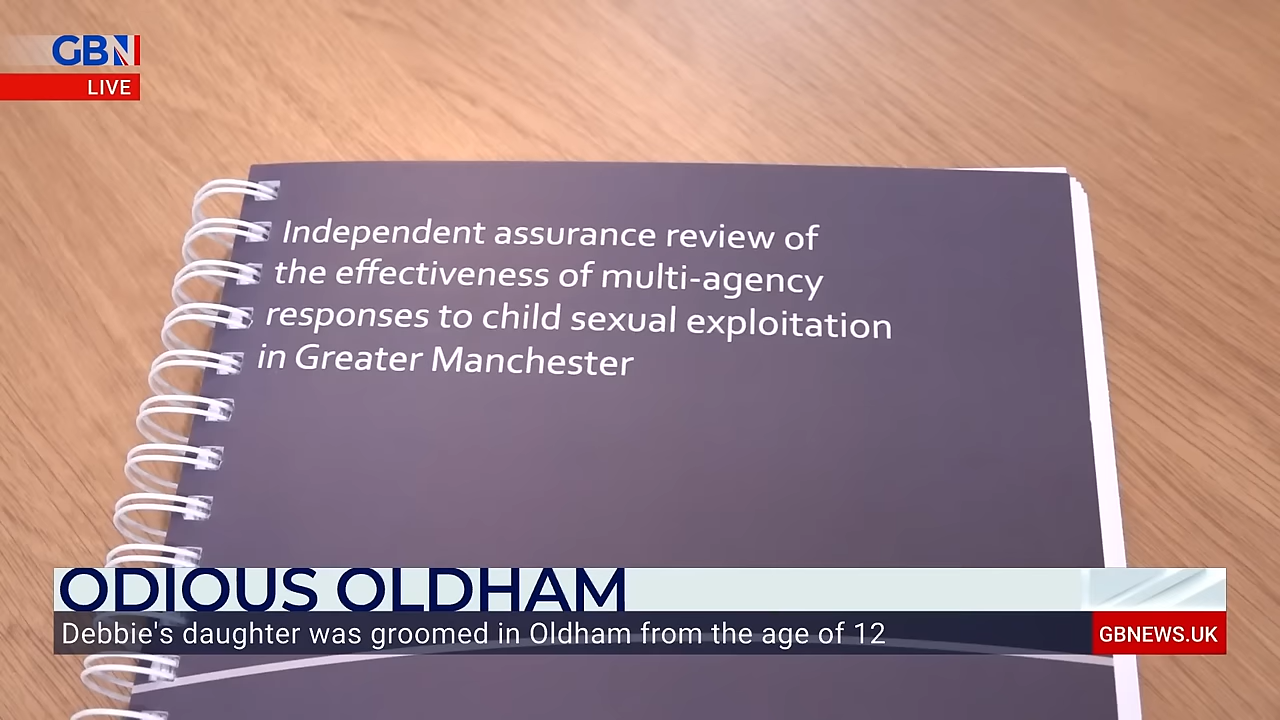 GBN
LIVE
Independent assurance review of
the effectiveness of multi-agency
responses to child sexual exploitation
in Greater Manchester
ODIOUS OLDHAM
Debbie's daughter was groomed in Oldham from the age of 12
GBNEWS.UK